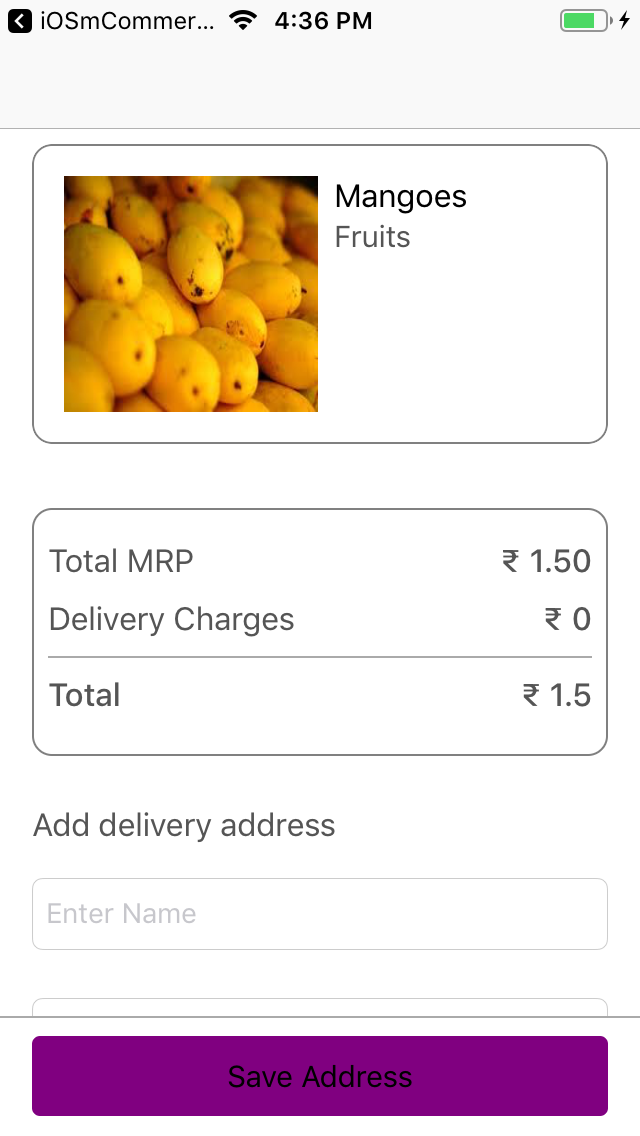 iOSmCommer... 4:36 PM
Mangoes
Fruits
Total MRP ₹ 1.50
Delivery Charges ₹ 0
Total ₹ 1.5
Add delivery address
Enter Name
Save Address